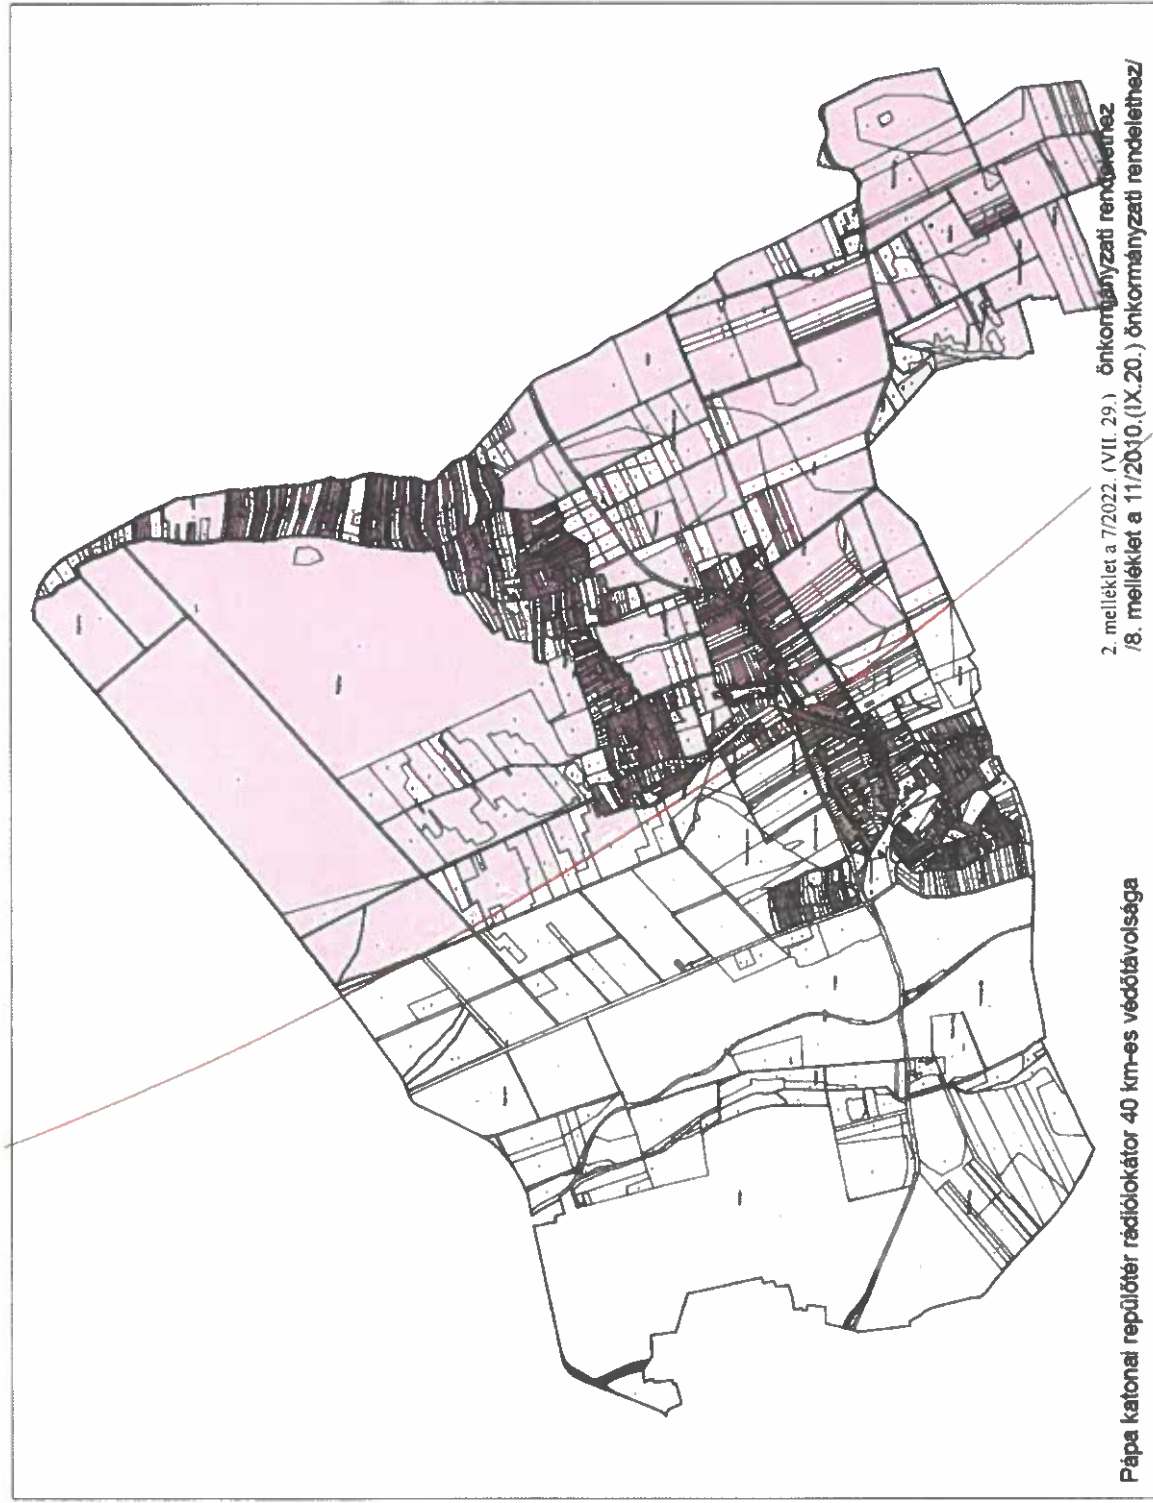 2. melléklet a 7/2022. (VII. 29.) önkormányzati rendelethez
/8. melléklet a 11/2010.(IX.20.) önkormányzati rendelethez/
Pápa katonai repülőtér rádiólokátor 40 km-es védőtávolsága